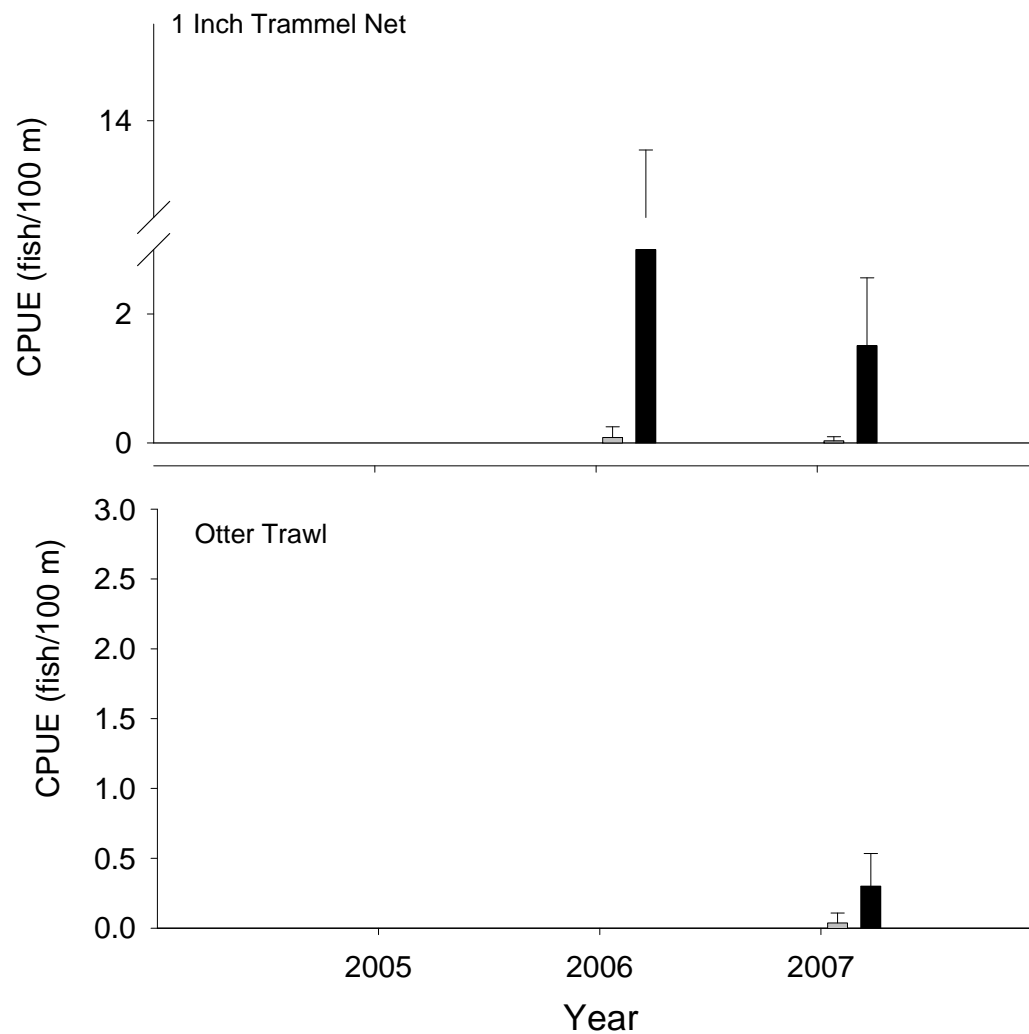 1 Inch Trammel Net
CPUE (fish/100 m)
14
2
0
Otter Trawl
CPUE (fish/100 m)
3.0
2.5
2.0
1.5
1.0
0.5
0.0
2005 2006 2007
Year